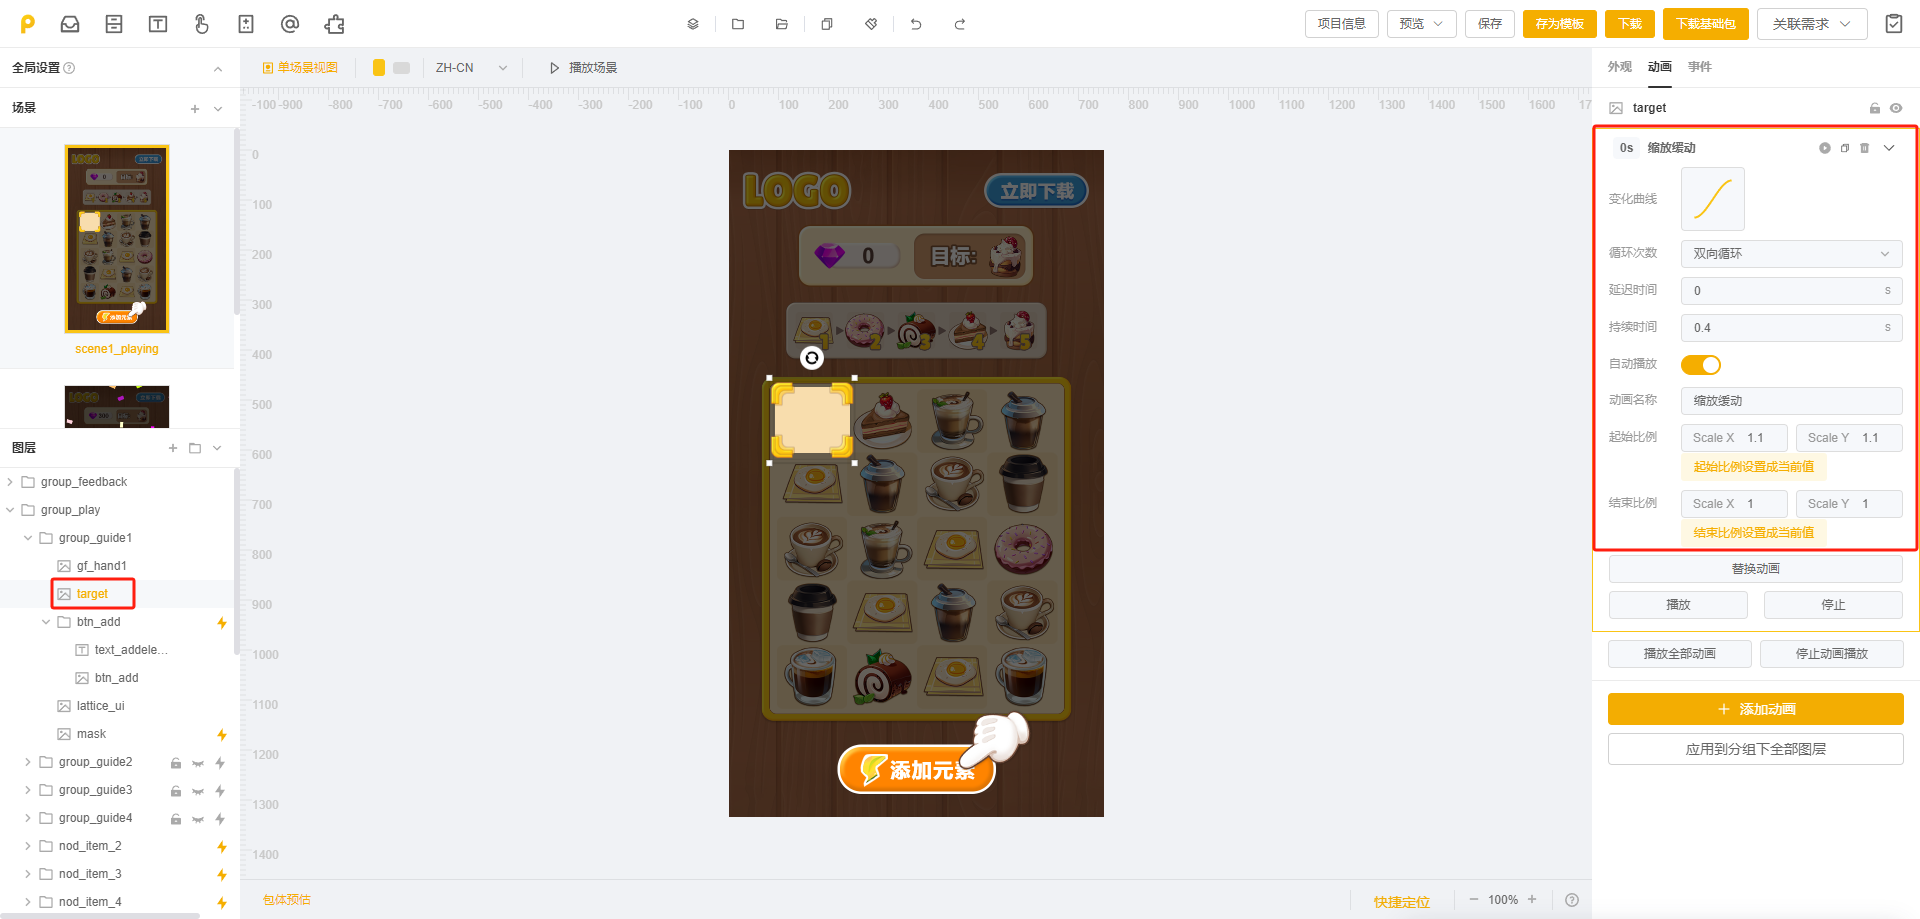 项目信息
预览
保存
存为模板
下载
下载基础包
关联需求
全局设置
单场景视图
ZH-CN
播放场景
外观
动画
事件
场景
-100 -900 -800 -700 -600 -500 -400 -300 -200 -100 0 100 200 300 400 500 600 700 800 900 1000 1100 1200 1300 1400 1500 1600 17
target
0s 缩放缓动
变化曲线
循环次数 双向循环
延迟时间 0 s
持续时间 0.4 s
自动播放
动画名称 缩放缓动
起始比例 Scale X 1.1 Scale Y 1.1
起始比例设置成当前值
结束比例 Scale X 1 Scale Y 1
结束比例设置成当前值
替换动画
播放 停止
播放全部动画 停止动画播放
添加动画
应用到分组下全部图层
scene1_playing
图层
group_feedback
group_play
group_guide1
gf_hand1
target
btn_add
text_addele...
btn_add
lattice_ui
mask
group_guide2
group_guide3
group_guide4
nod_item_2
nod_item_3
nod_item_4
0
100
200
300
400
500
600
700
800
900
1000
1100
1200
1300
1400
LOGO 立即下载
0 目标:
1 2 3 4 5
添加元素
包体预估
快捷定位
100%